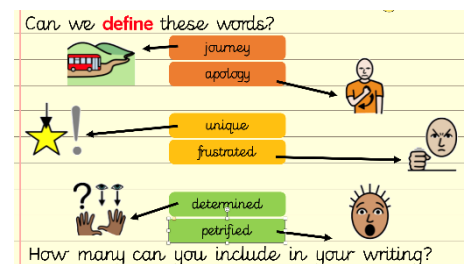 Can we define these words?
journey
apology
unique
frustrated
?
determined
petrified
How many can you include in your writing?